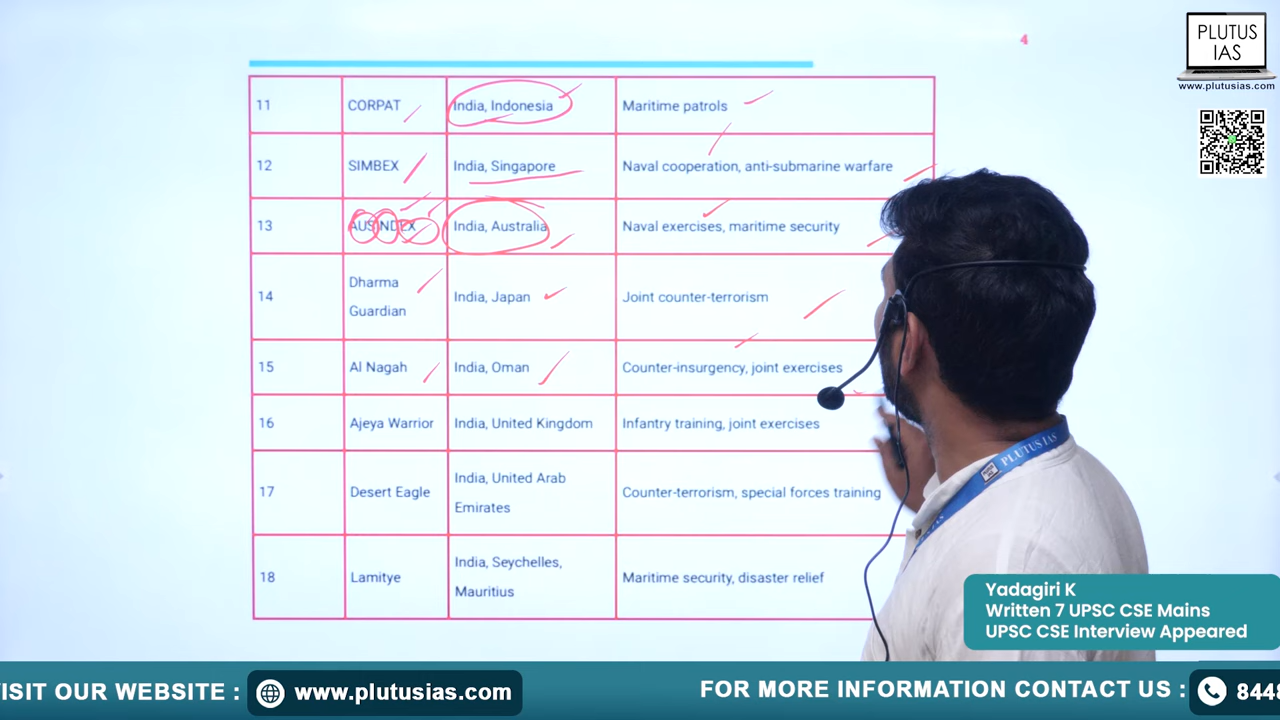 4
PLUTUS
IAS
www.plutusias.com
11 CORPAT India, Indonesia Maritime patrols
12 SIMBEX India, Singapore Naval cooperation, anti-submarine warfare
13 AUSINDEX India, Australia Naval exercises, maritime security
14 Dharma Guardian India, Japan Joint counter-terrorism
15 Al Nagah India, Oman Counter-insurgency, joint exercises
16 Ajeya Warrior India, United Kingdom Infantry training, joint exercises
17 Desert Eagle India, United Arab Emirates Counter-terrorism, special forces training
18 Lamitye India, Seychelles, Mauritius Maritime security, disaster relief
PLUTUS IAS
Yadagiri K
Written 7 UPSC CSE Mains
UPSC CSE Interview Appeared
VISIT OUR WEBSITE : www.plutusias.com FOR MORE INFORMATION CONTACT US : 8448